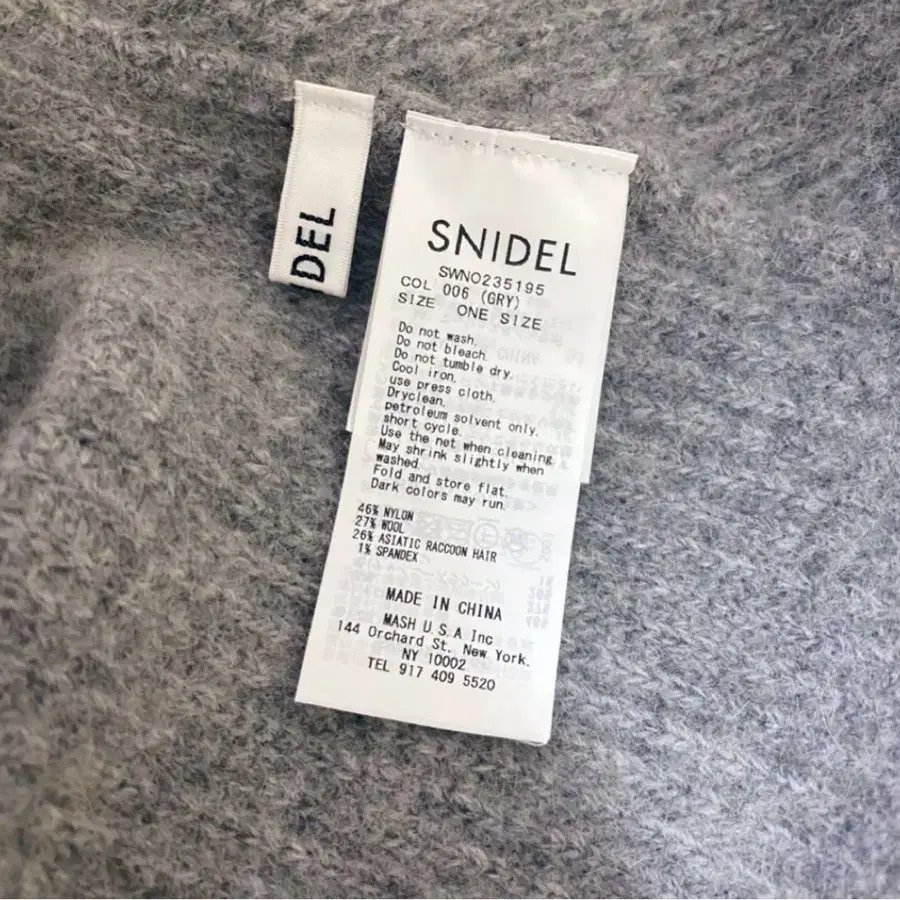 IDEL
SNIDEL
SWNO235195
COL 006 (GRY)
SIZE ONE SIZE
Do not wash.
Do not bleach.
Do not tumble dry.
Cool iron.
use press cloth.
Dryclean.
petroleum solvent only.
short cycle.
Use the net when cleaning.
May shrink slightly when
washed.
Fold and store flat.
Dark colors may run.
46% NYLON
27% WOOL
26% ASIATIC RACCOON HAIR
1% SPANDEX
MADE IN CHINA
MASH U.S.A Inc
144 Orchard St. New York.
NY 10002
TEL 917 409 5520